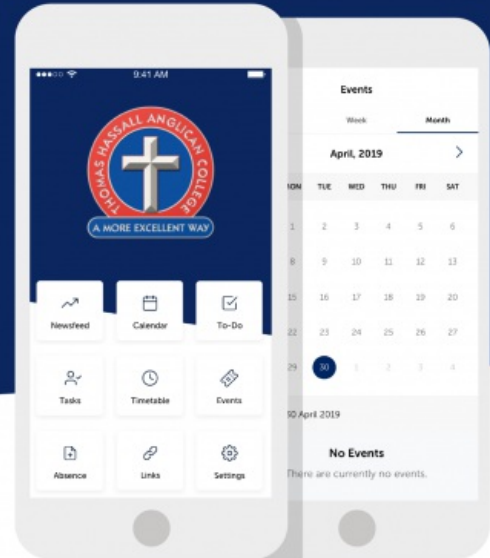 9:41 AM
THOMAS HASSALL ANGLICAN COLLEGE
A MORE EXCELLENT WAY
Newsfeed Calendar To-Do
Tasks Timetable Events
Absence Links Settings
Events
Week Month
April, 2019
TUE WED THU FRI SAT
1 2 3 4 5 6
8 9 10 11 12 13
15 16 17 18 19 20
22 23 24 25 26 27
29 30 1 2 3 4
30 April 2019
No Events
There are currently no events.